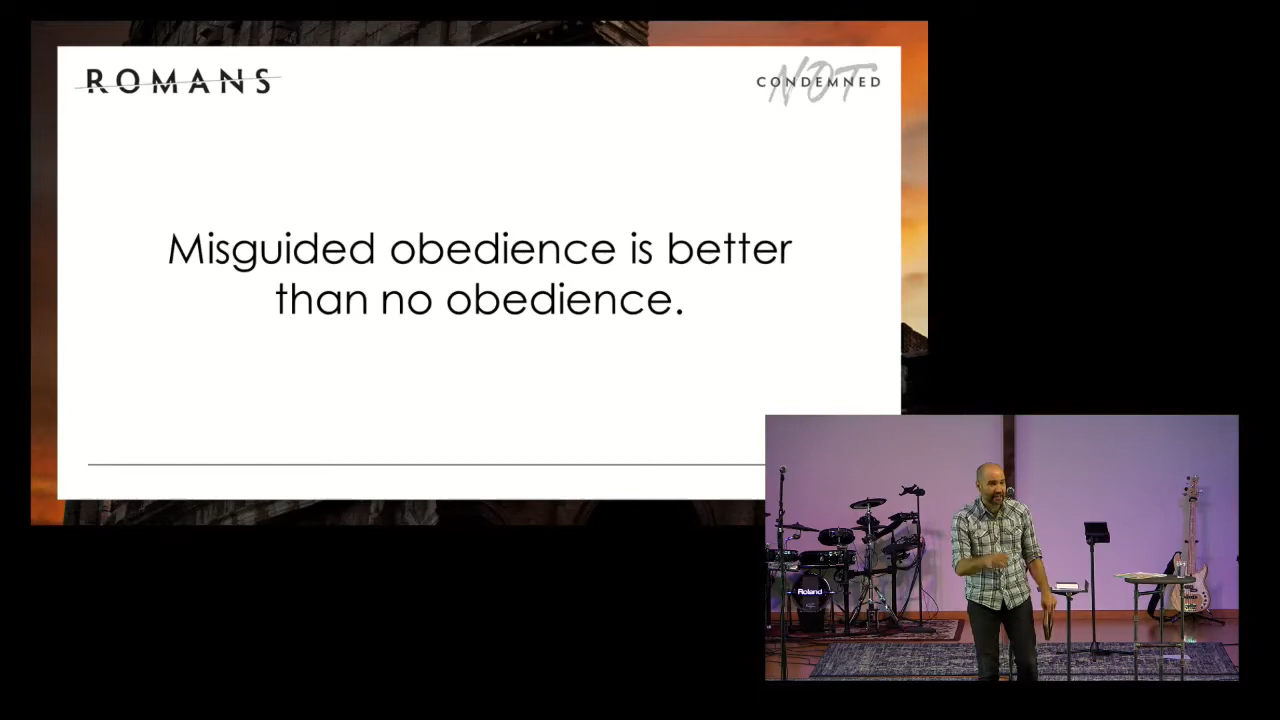 ROMANS
NOT
CONDEMNED
Misguided obedience is better
than no obedience.
Roland